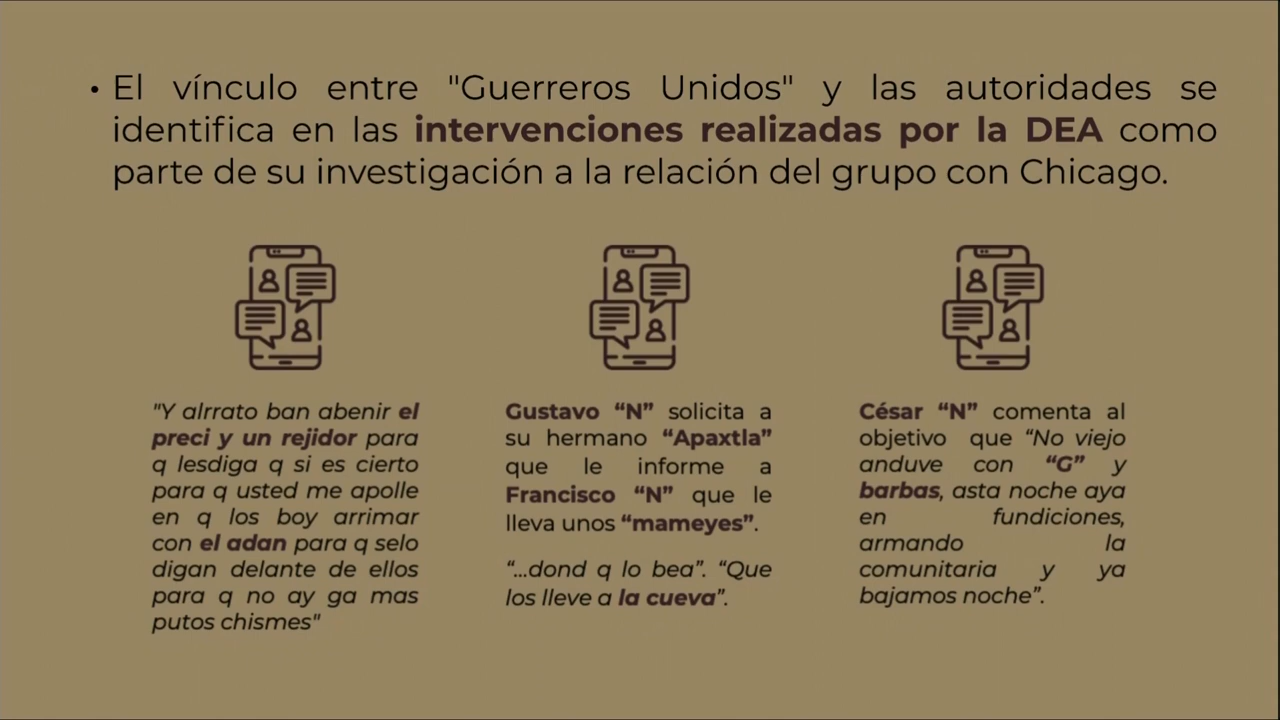 • El vínculo entre "Guerreros Unidos" y las autoridades se
identifica en las intervenciones realizadas por la DEA como
parte de su investigación a la relación del grupo con Chicago.
"Y alrrato ban abenir el
preci y un rejidor para
q lesdiga q si es cierto
para q usted me apolle
en q los boy arrimar
con el adan para q selo
digan delante de ellos
para q no ay ga mas
putos chismes"
Gustavo “N” solicita a
su hermano “Apaxtla”
que le informe a
Francisco “N” que le
lleva unos “mameyes”.
“...dond q lo bea”. “Que
los lleve a la cueva”.
César “N” comenta al
objetivo que “No viejo
anduve con “G” y
barbas, asta noche aya
en fundiciones,
armando la
comunitaria y ya
bajamos noche”.